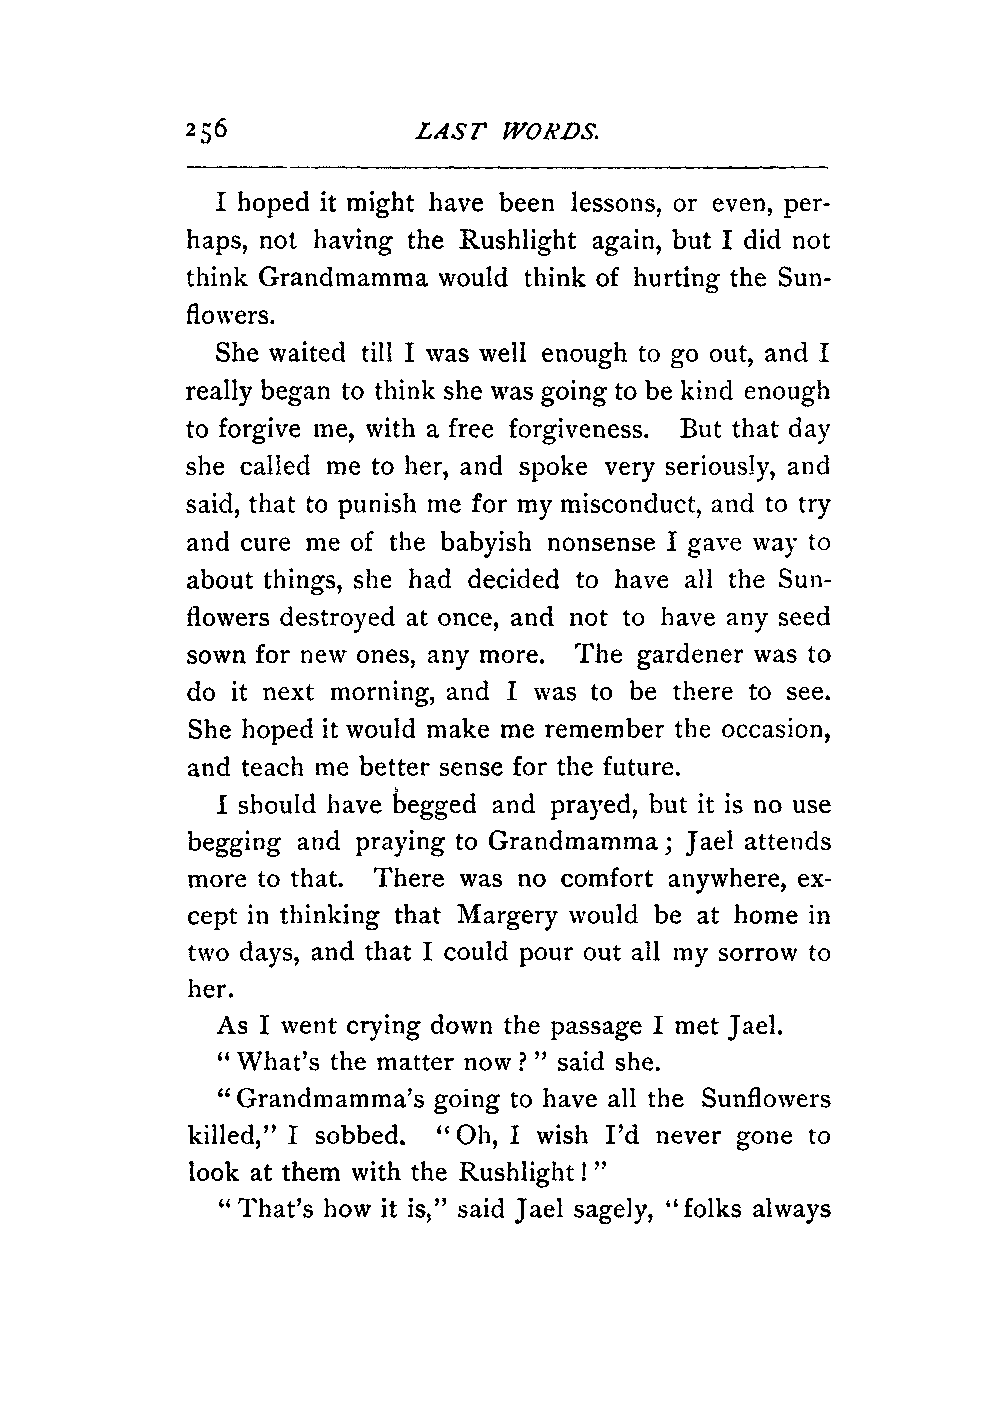 256 LAST WORDS.
I hoped it might have been lessons, or even, per-
haps, not having the Rushlight again, but I did not
think Grandmamma would think of hurting the Sun-
flowers.
She waited till I was well enough to go out, and I
really began to think she was going to be kind enough
to forgive me, with a free forgiveness. But that day
she called me to her, and spoke very seriously, and
said, that to punish me for my misconduct, and to try
and cure me of the babyish nonsense I gave way to
about things, she had decided to have all the Sun-
flowers destroyed at once, and not to have any seed
sown for new ones, any more. The gardener was to
do it next morning, and I was to be there to see.
She hoped it would make me remember the occasion,
and teach me better sense for the future.
I should have begged and prayed, but it is no use
begging and praying to Grandmamma; Jael attends
more to that. There was no comfort anywhere, ex-
cept in thinking that Margery would be at home in
two days, and that I could pour out all my sorrow to
her.
As I went crying down the passage I met Jael.
"What's the matter now?" said she.
"Grandmamma's going to have all the Sunflowers
killed," I sobbed. "Oh, I wish I'd never gone to
look at them with the Rushlight!"
"That's how it is," said Jael sagely, "folks always